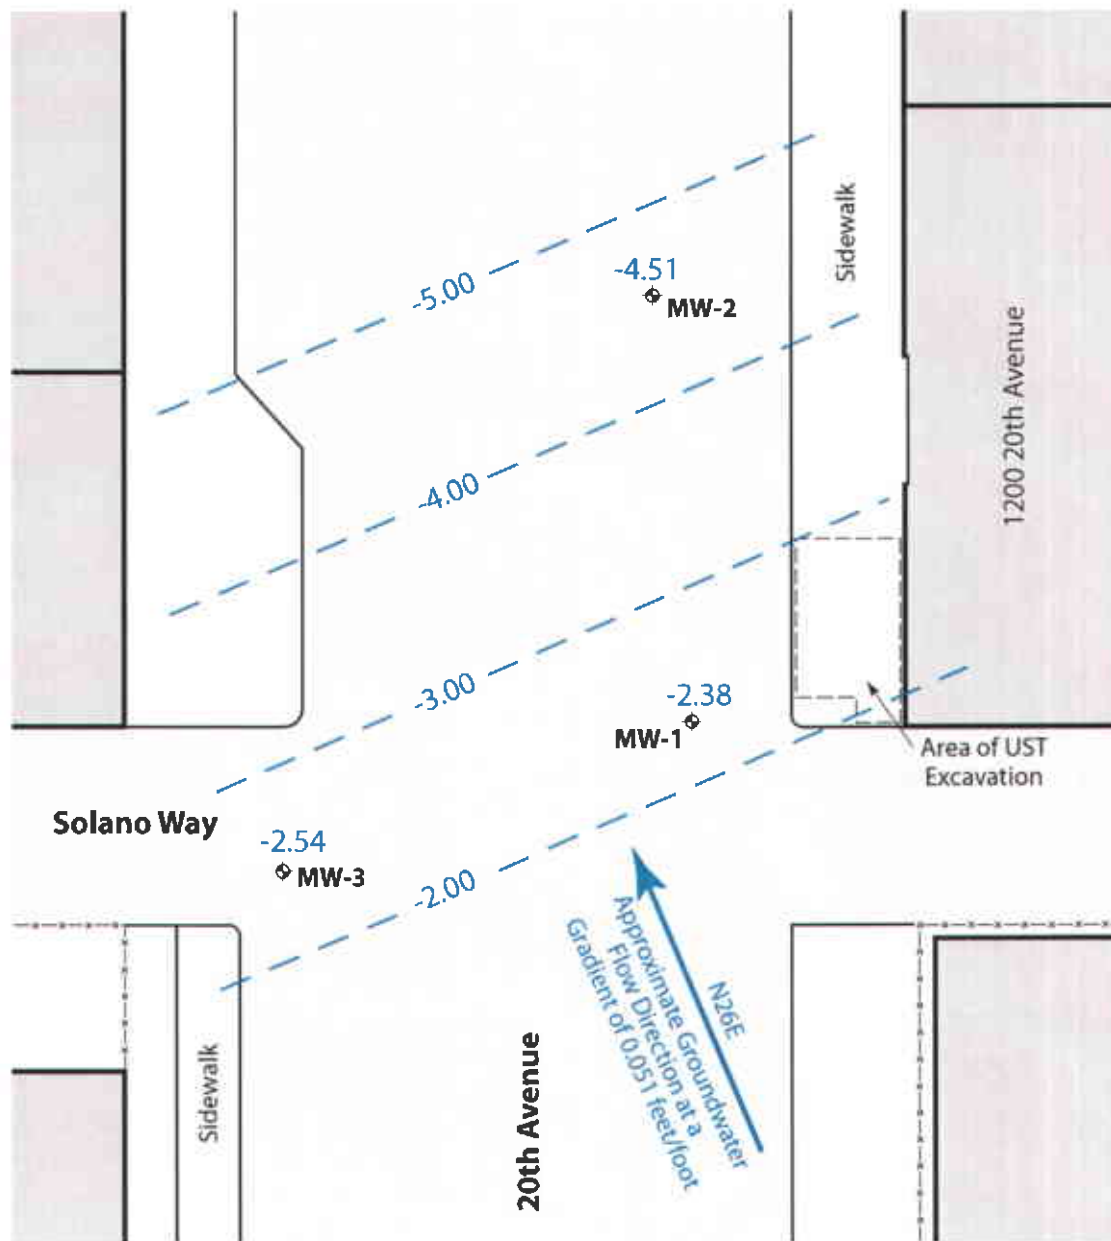 Sidewalk
-4.51
MW-2
-5.00
1200 20th Avenue
-4.00
-3.00
-2.38
MW-1
Area of UST
Excavation
Solano Way
-2.54
MW-3
-2.00
N26E
Approximate Groundwater
Flow Direction at a
Gradient of 0.051 feet/foot
20th Avenue
Sidewalk